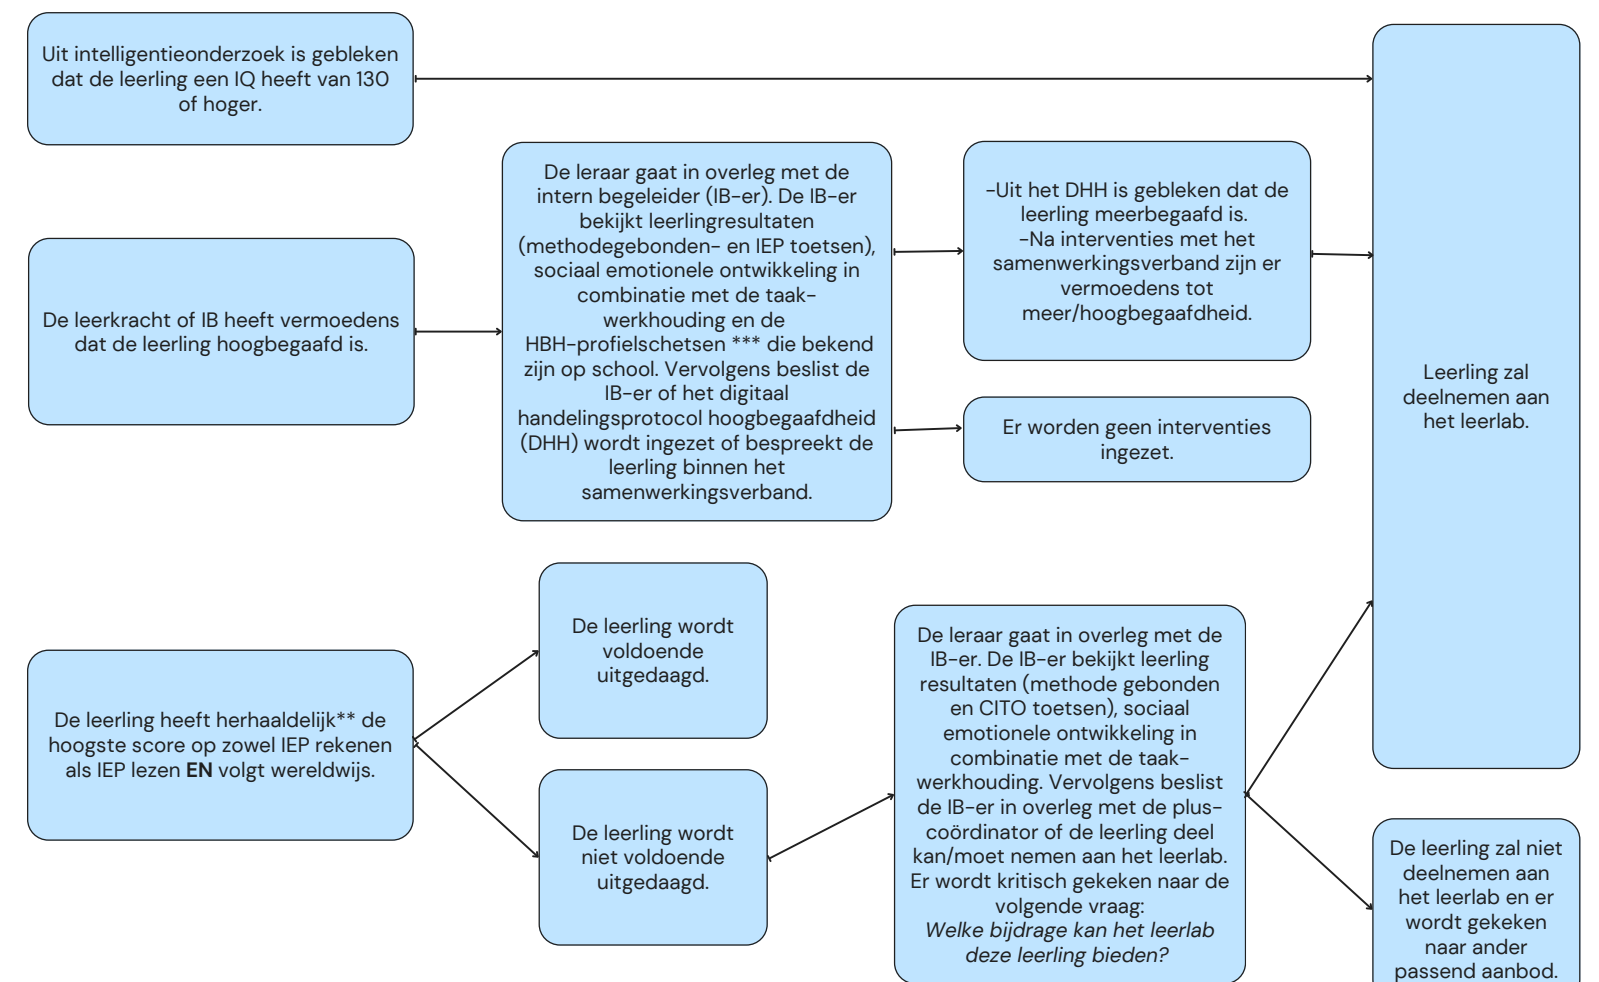 Uit intelligentieonderzoek is gebleken
dat de leerling een IQ heeft van 130
of hoger.
De leerkracht of IB heeft vermoedens
dat de leerling hoogbegaafd is.
De leraar gaat in overleg met de
intern begeleider (IB-er). De IB-er
bekijkt leerlingresultaten
(methodegebonden- en IEP toetsen),
sociaal emotionele ontwikkeling in
combinatie met de taak-
werkhouding en de
HBH-profielschetsen *** die bekend
zijn op school. Vervolgens beslist de
IB-er of het digitaal
handelingsprotocol hoogbegaafdheid
(DHH) wordt ingezet of bespreekt de
leerling binnen het
samenwerkingsverband.
-Uit het DHH is gebleken dat de
leerling meerbegaafd is.
-Na interventies met het
samenwerkingsverband zijn er
vermoedens tot
meer/hoogbegaafdheid.
Er worden geen interventies
ingezet.
Leerling zal
deelnemen aan
het leerlab.
De leerling heeft herhaaldelijk** de
hoogste score op zowel IEP rekenen
als IEP lezen EN volgt wereldwijs.
De leerling wordt
voldoende
uitgedaagd.
De leerling wordt
niet voldoende
uitgedaagd.
De leraar gaat in overleg met de
IB-er. De IB-er bekijkt leerling
resultaten (methode gebonden
en CITO toetsen), sociaal
emotionele ontwikkeling in
combinatie met de taak-
werkhouding. Vervolgens beslist
de IB-er in overleg met de plus-
coördinator of de leerling deel
kan/moet nemen aan het leerlab.
Er wordt kritisch gekeken naar de
volgende vraag:
Welke bijdrage kan het leerlab
deze leerling bieden?
De leerling zal niet
deelnemen aan
het leerlab en er
wordt gekeken
naar ander
passend aanbod.